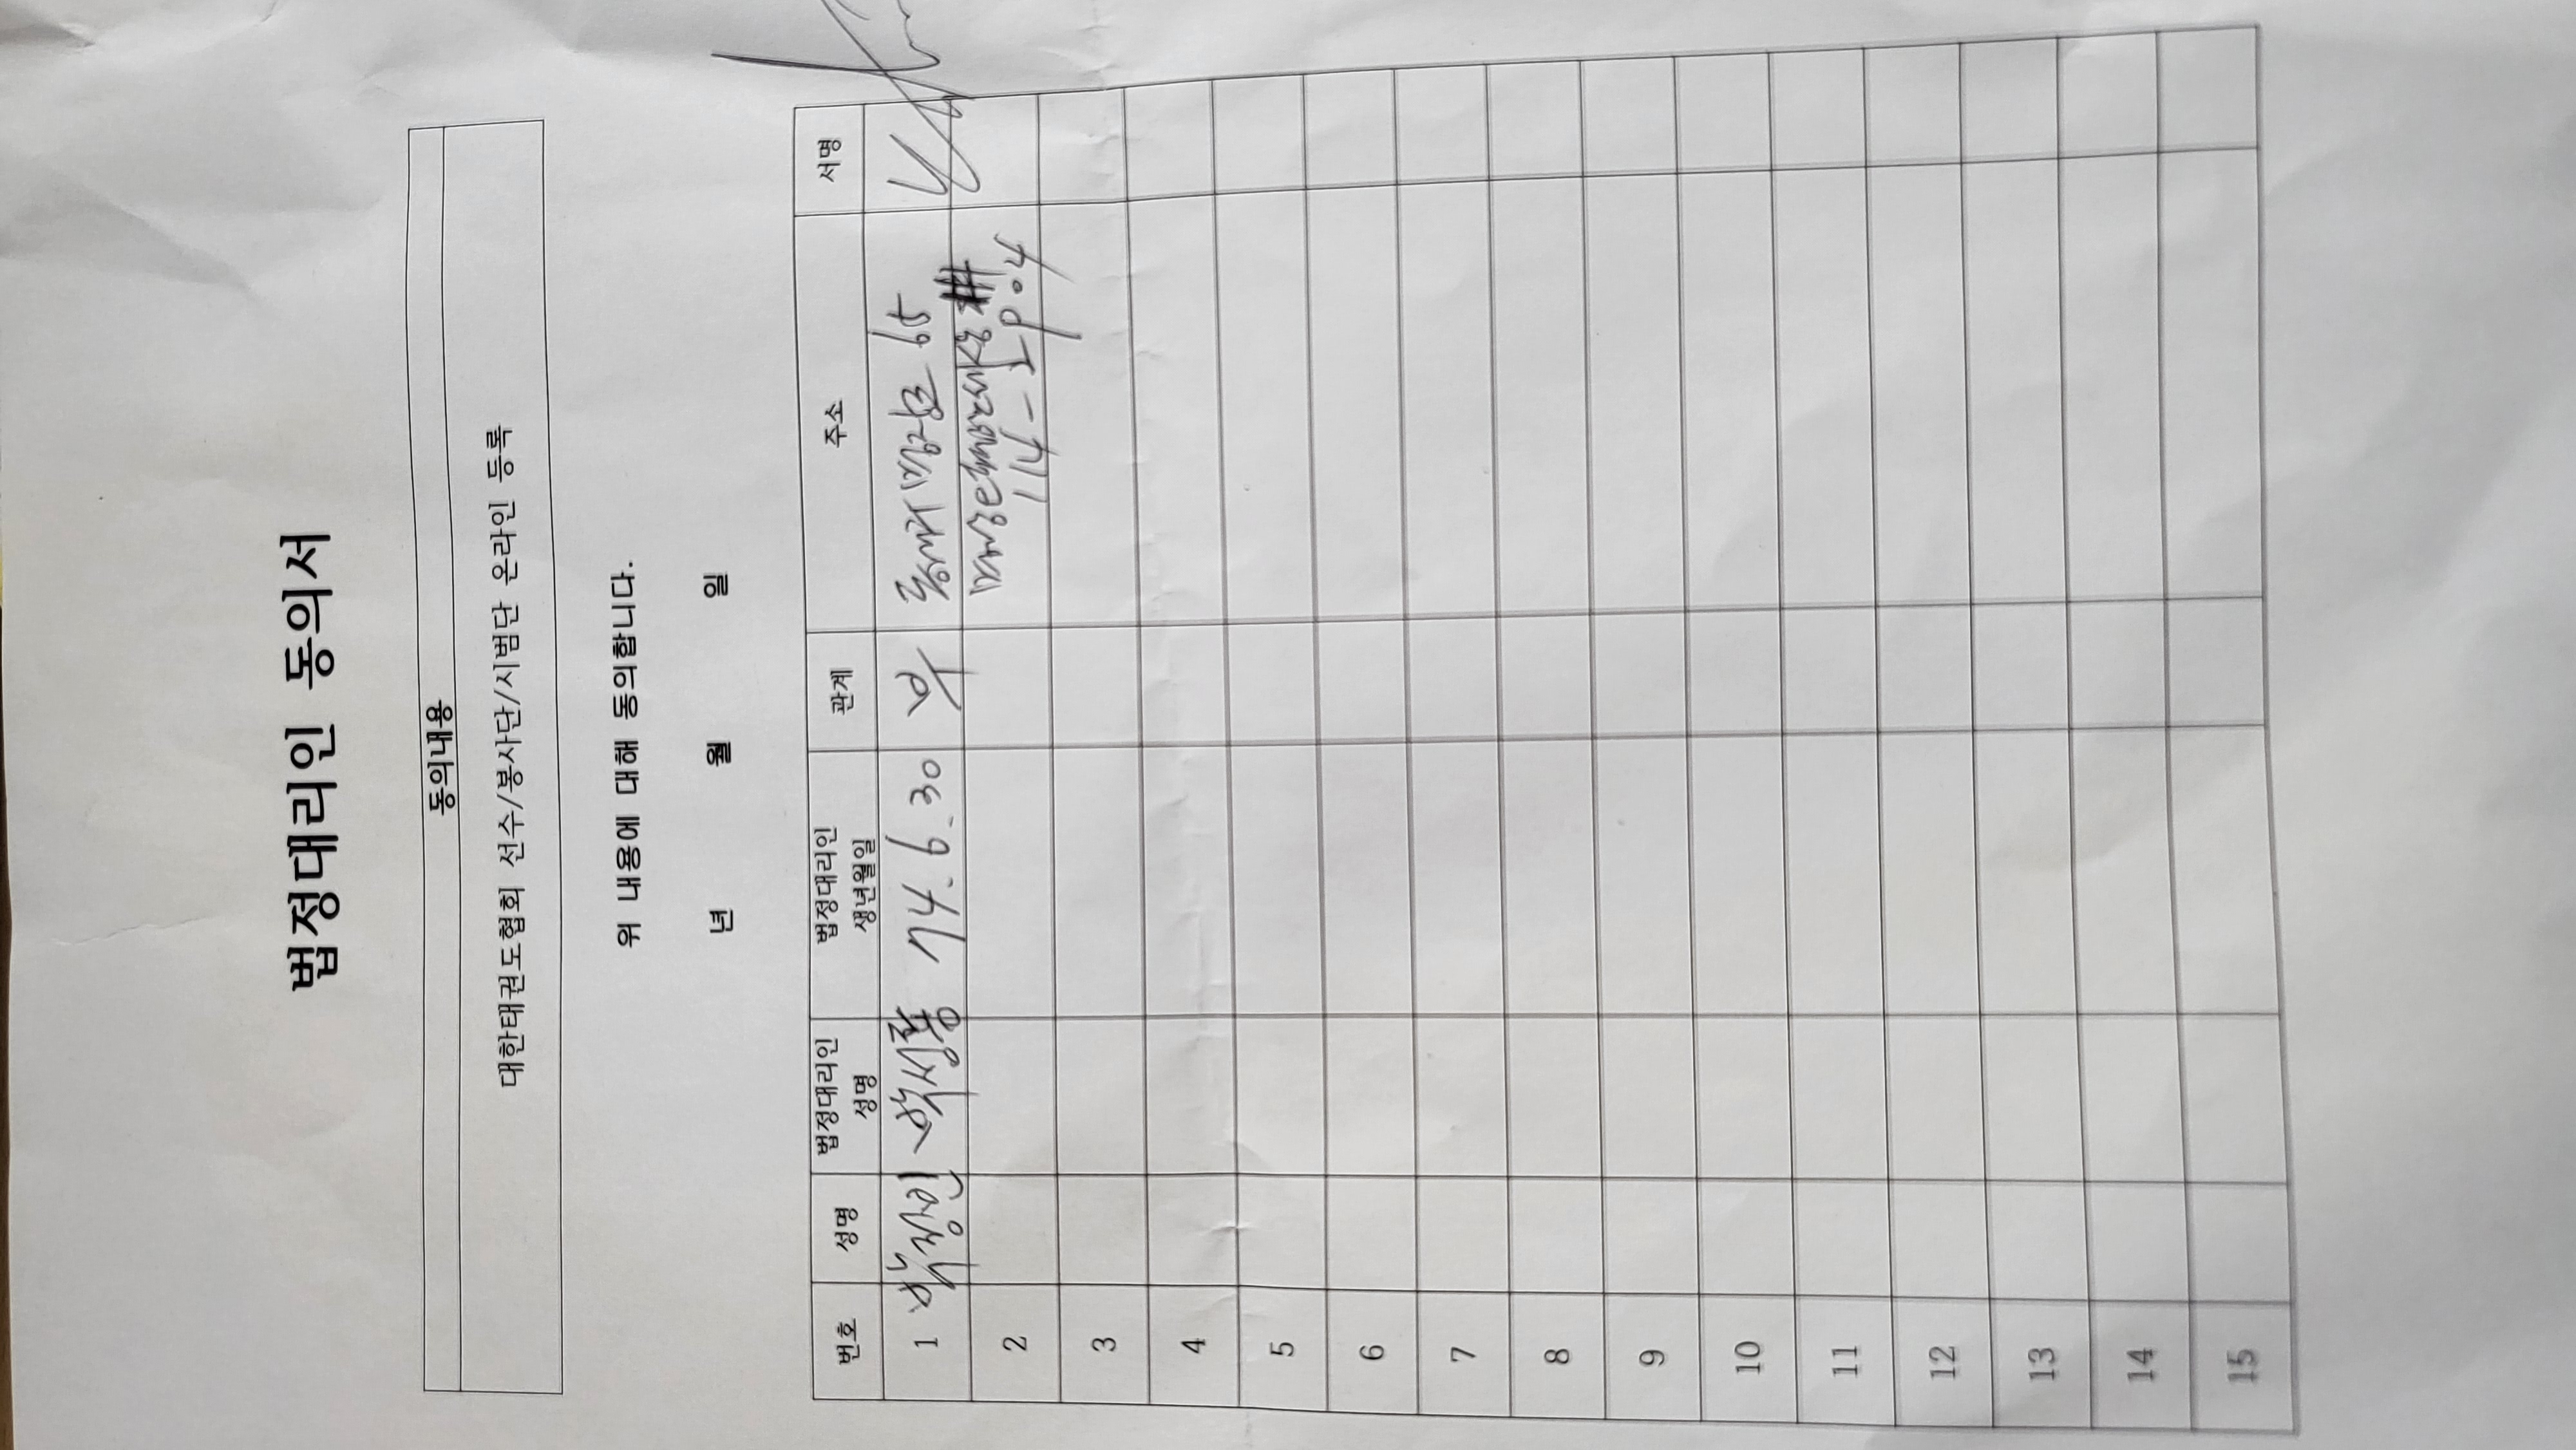 법정대리인 동의서
동의내용
대한태권도협회 선수/봉사단/시범단 온라인 등록
위 내용에 대해 동의합니다.
년 월 일
번호 성명 법정대리인 성명 법정대리인 생년월일 관계 주소 서명
1 74. 6. 30 부
114-
2
3
4
5
6
7
8
9
10
11
12
13
14
15